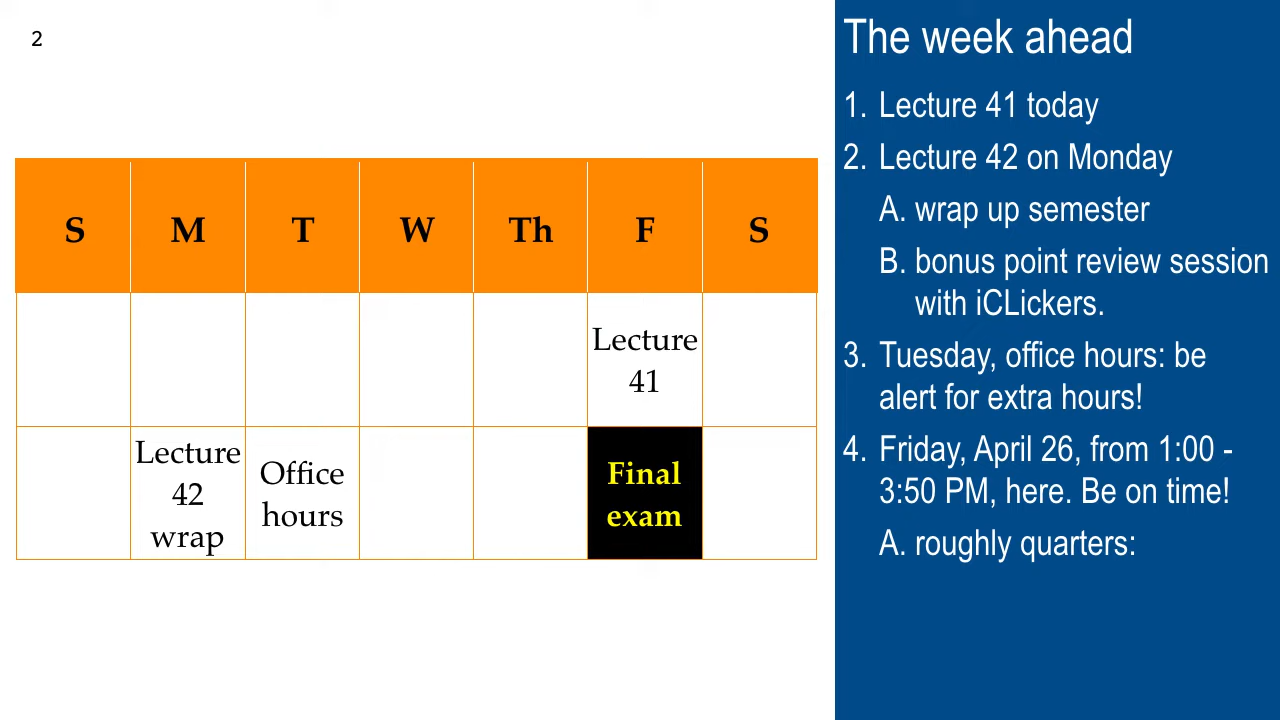 2
S M T W Th F S
Lecture
41
Lecture
42
wrap
Office
hours
Final
exam
The week ahead
1. Lecture 41 today
2. Lecture 42 on Monday
A. wrap up semester
B. bonus point review session
with iCLickers.
3. Tuesday, office hours: be
alert for extra hours!
4. Friday, April 26, from 1:00 -
3:50 PM, here. Be on time!
A. roughly quarters: